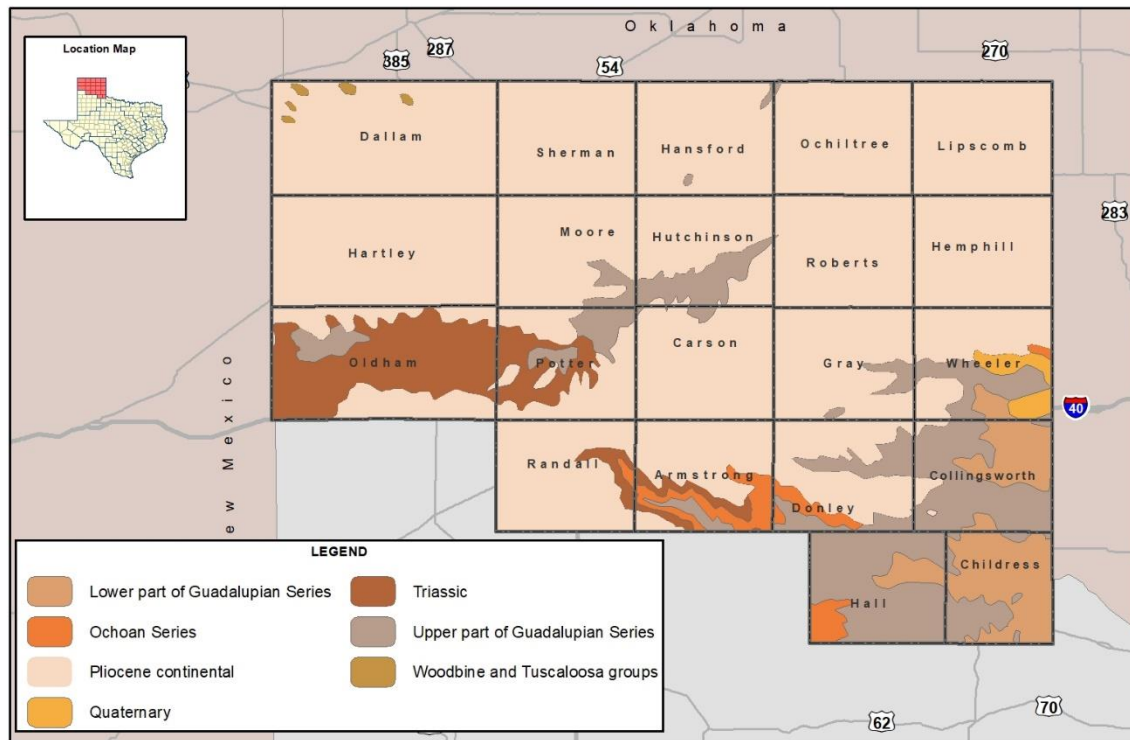 Oklahoma
Location Map
385
287
54
270
Dallam
Sherman
Hansford
Ochiltree
Lipscomb
283
Hartley
Moore
Hutchinson
Roberts
Hemphill
Oldham
Potter
Carson
Gray
Wheeler
40
ew Mexico
Randall
Armstrong
Donley
Collingsworth
Hall
Childress
LEGEND
Lower part of Guadalupian Series
Triassic
Ochoan Series
Upper part of Guadalupian Series
Pliocene continental
Woodbine and Tuscaloosa groups
Quaternary
62
70